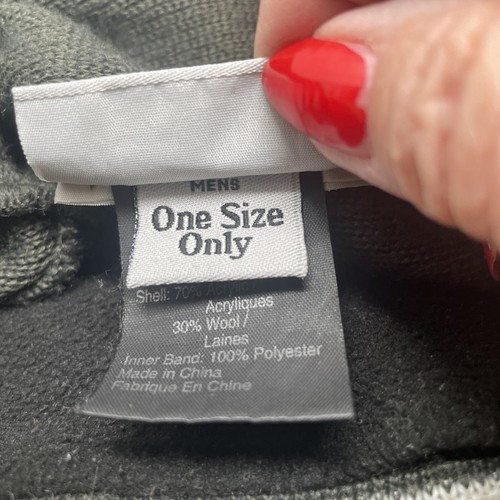 MENS
One Size
Only
Shell: 70%
Acryliques
30% Wool /
Laines
Inner Band: 100% Polyester
Made in China
Fabrique En Chine